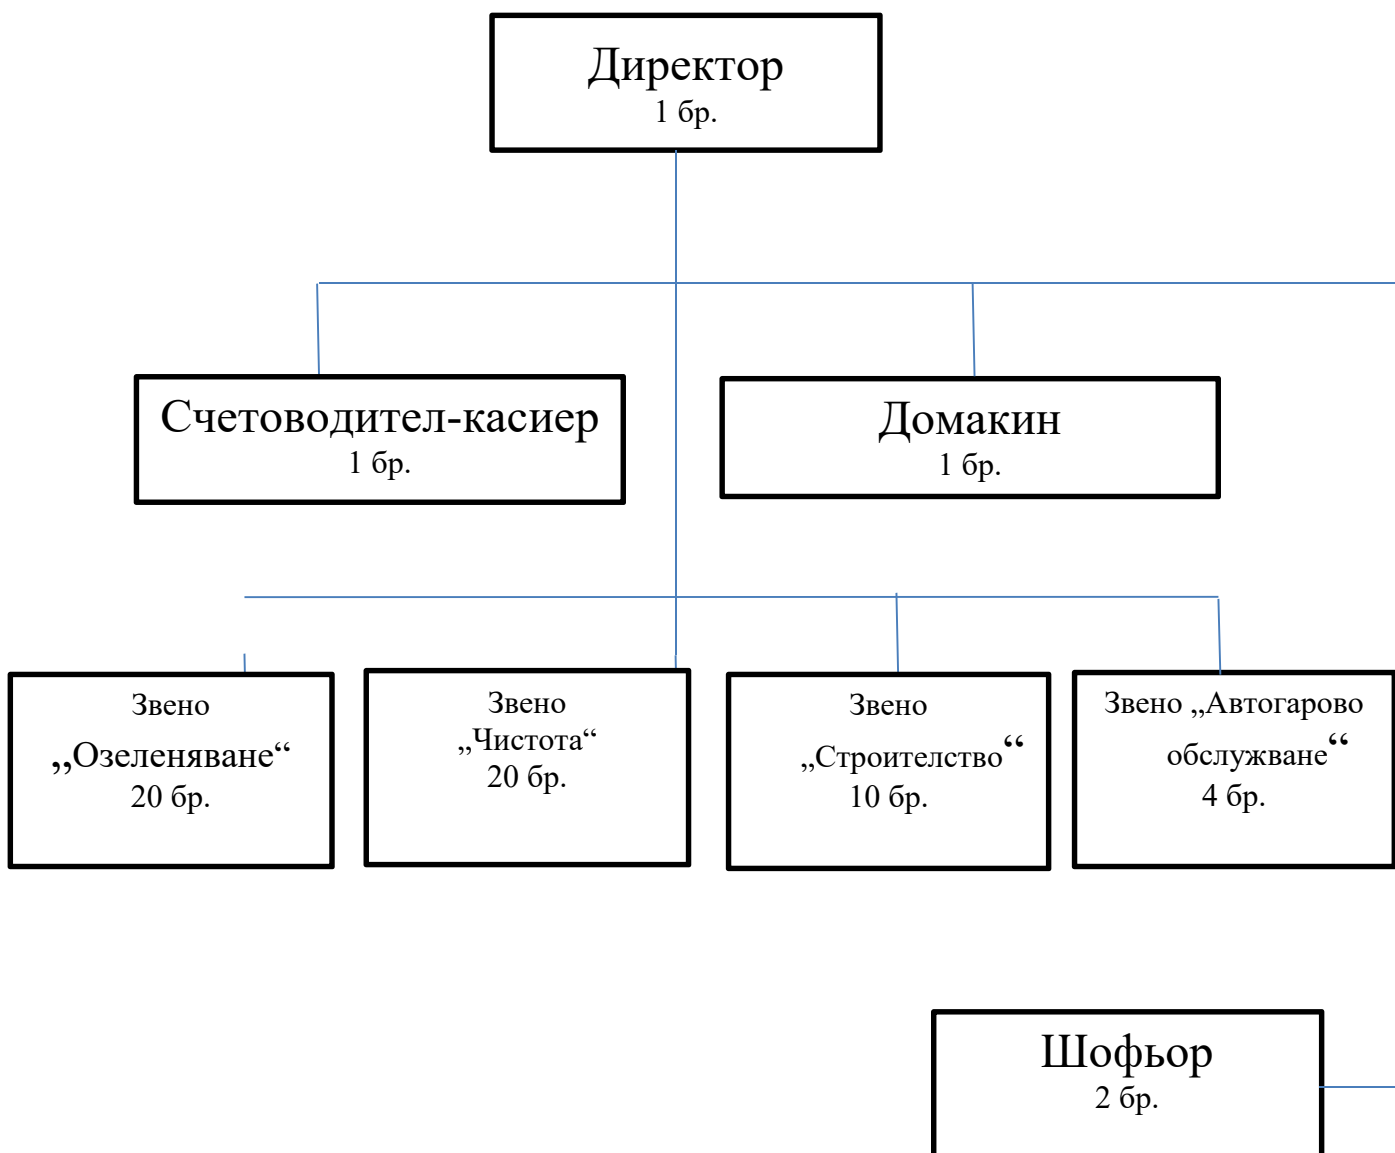 Директор
1 бр.
Счетоводител-касиер
1 бр.
Домакин
1 бр.
Звено
„Озеленяване“
20 бр.
Звено
„Чистота“
20 бр.
Звено
„Строителство“
10 бр.
Звено „Автогарово
обслужване“
4 бр.
Шофьор
2 бр.